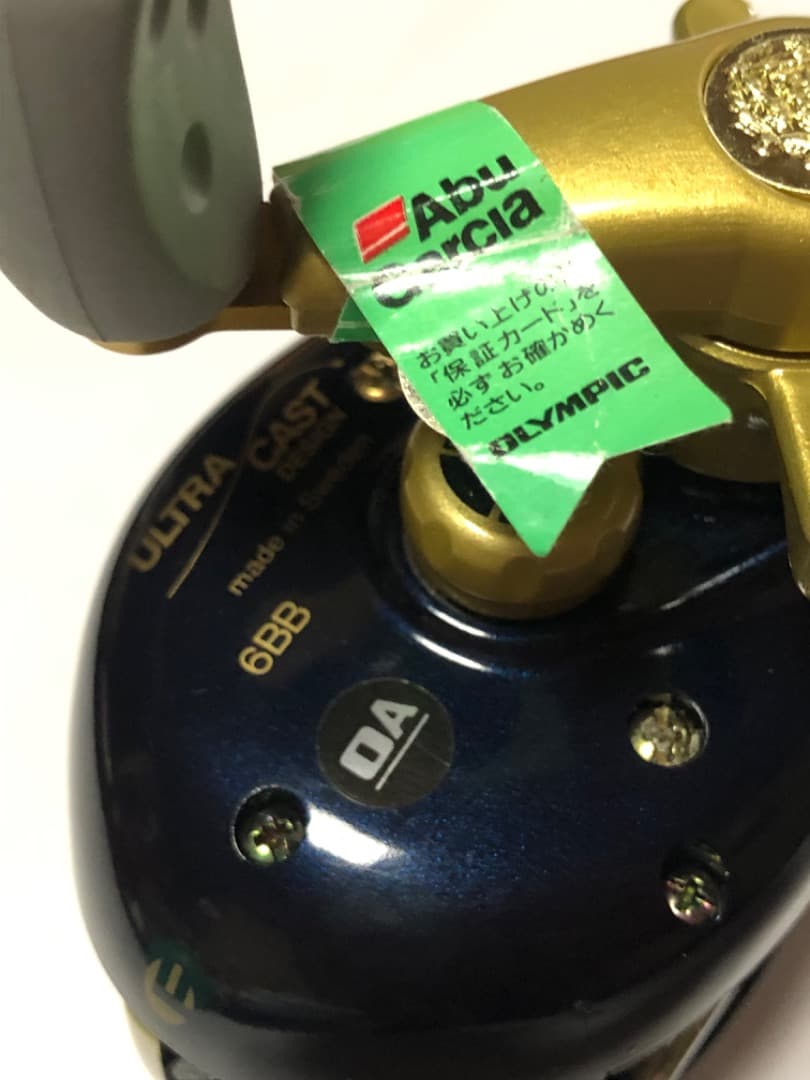 Abu
Garcia
お買い上げの
「保証カード」を
必ずお確かめく
ださい。
OLYMPIC
ULTRA
CAST
DESIGN
made in Sweden
6BB
OA